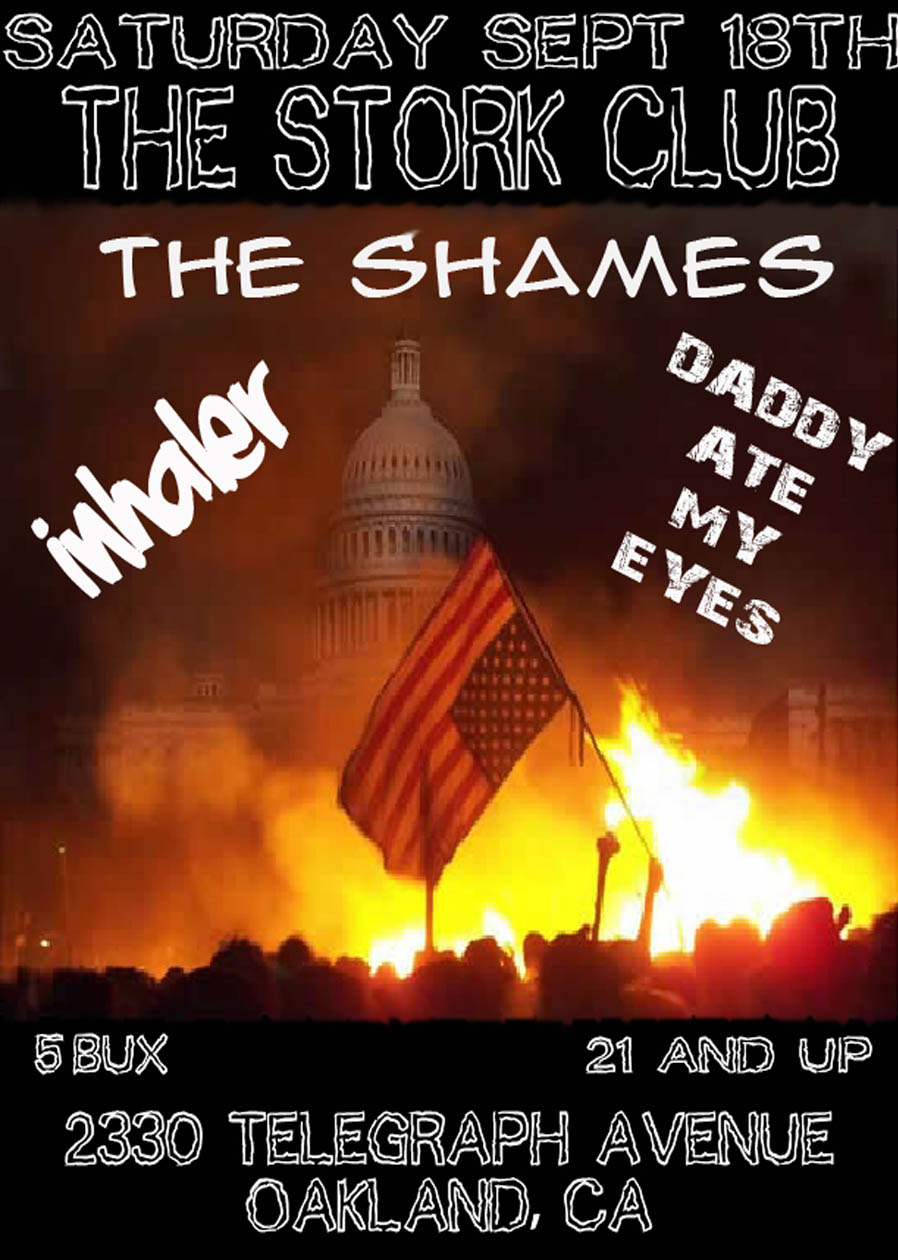 SATURDAY SEPT 18TH
THE STORK CLUB
THE SHAMES
inhaler
DADDY
ATE
MY
EYES
5 BUX
21 AND UP
2330 TELEGRAPH AVENUE
OAKLAND, CA